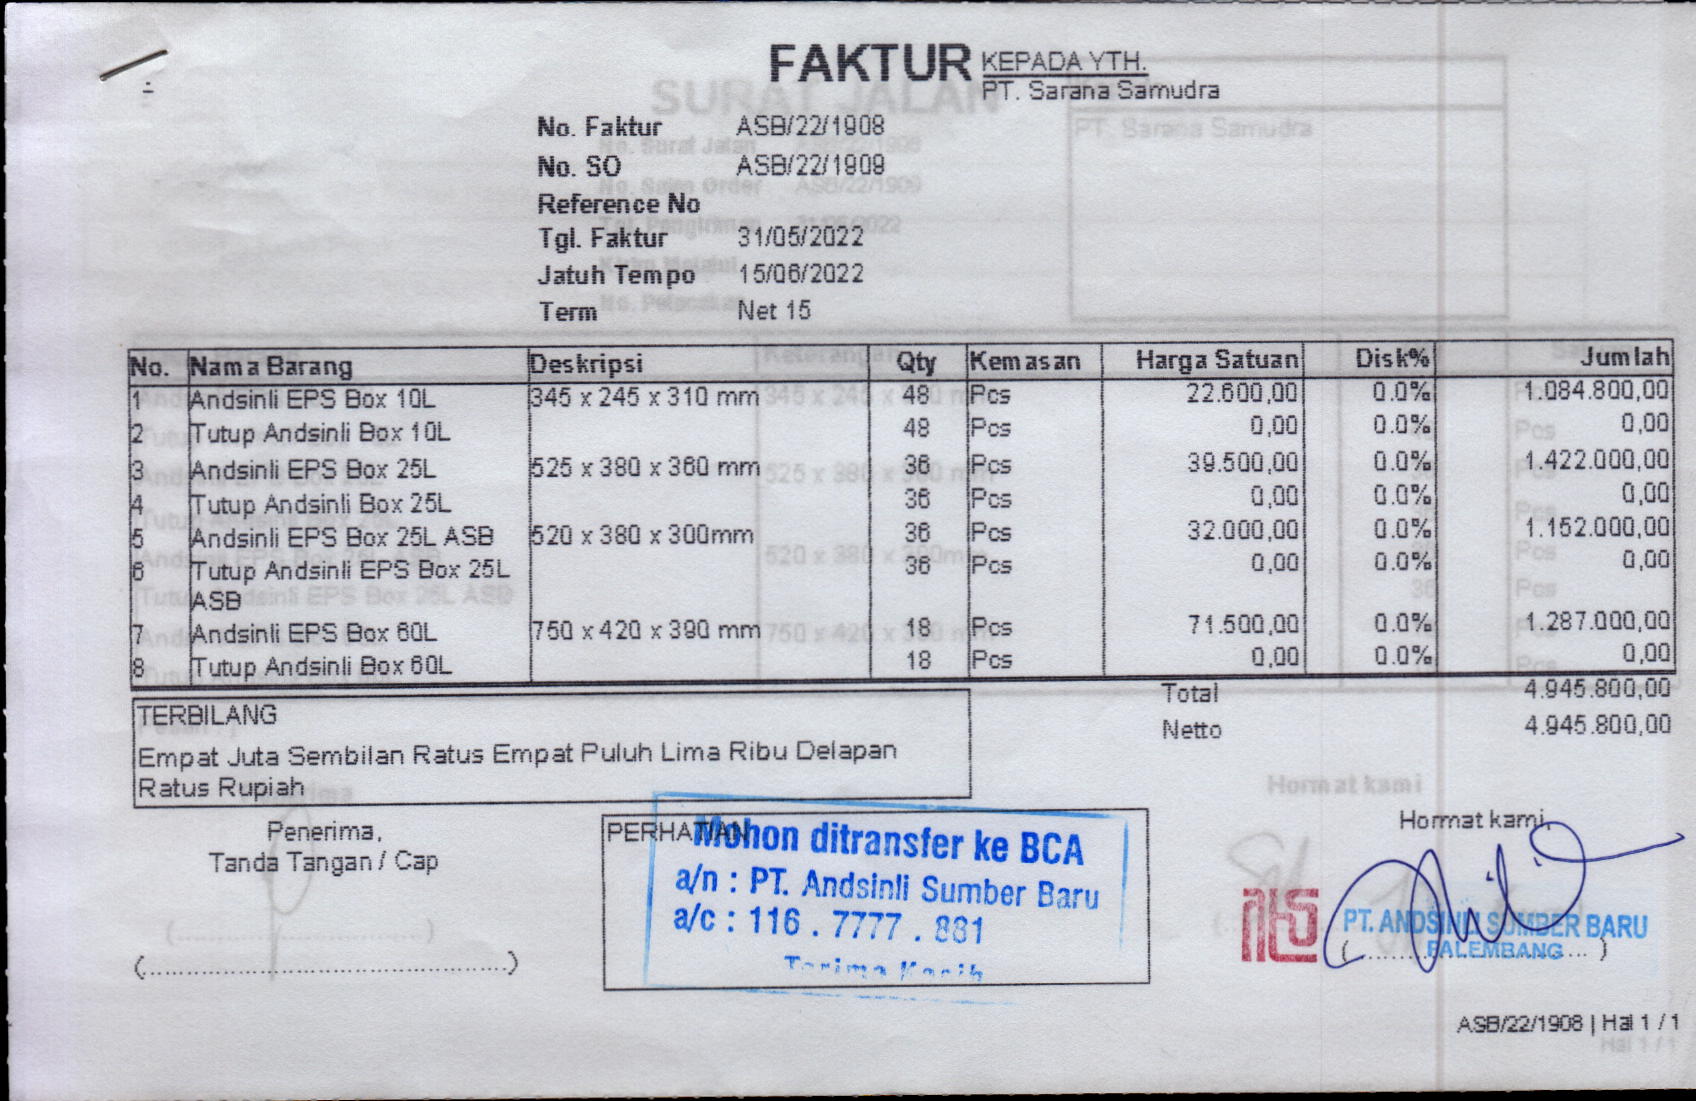 FAKTUR
KEPADA YTH.
PT. Sarana Samudra
No. Faktur ASB/22/1908
No. SO ASB/22/1909
Reference No
Tgl. Faktur 31/05/2022
Jatuh Tempo 15/06/2022
Term Net 15
No. Nama Barang Deskripsi Qty Kemasan Harga Satuan Disk% Jumlah
1 Andsinli EPS Box 10L 345 x 245 x 310 mm 48 Pcs 22.600,00 0.0% 1.084.800,00
2 Tutup Andsinli Box 10L 48 Pcs 0,00 0.0% 0,00
3 Andsinli EPS Box 25L 525 x 380 x 360 mm 36 Pcs 39.500,00 0.0% 1.422.000,00
4 Tutup Andsinli Box 25L 36 Pcs 0,00 0.0% 0,00
5 Andsinli EPS Box 25L ASB 520 x 380 x 300mm 36 Pcs 32.000,00 0.0% 1.152.000,00
6 Tutup Andsinli EPS Box 25L 36 Pcs 0,00 0.0% 0,00
ASB
7 Andsinli EPS Box 60L 750 x 420 x 390 mm 18 Pcs 71.500,00 0.0% 1.287.000,00
8 Tutup Andsinli Box 60L 18 Pcs 0,00 0.0% 0,00
Total 4.945.800,00
Netto 4.945.800,00
TERBILANG
Empat Juta Sembilan Ratus Empat Puluh Lima Ribu Delapan
Ratus Rupiah
Penerima,
Tanda Tangan / Cap
(................................................)
PERHATIAN
Mohon ditransfer ke BCA
a/n : PT. Andsinli Sumber Baru
a/c : 116 . 7777 . 881
Terima Kasih
Hormat kami,
PT. ANDSINLI SUMBER BARU
PALEMBANG
ASB/22/1908 | Hal 1 / 1